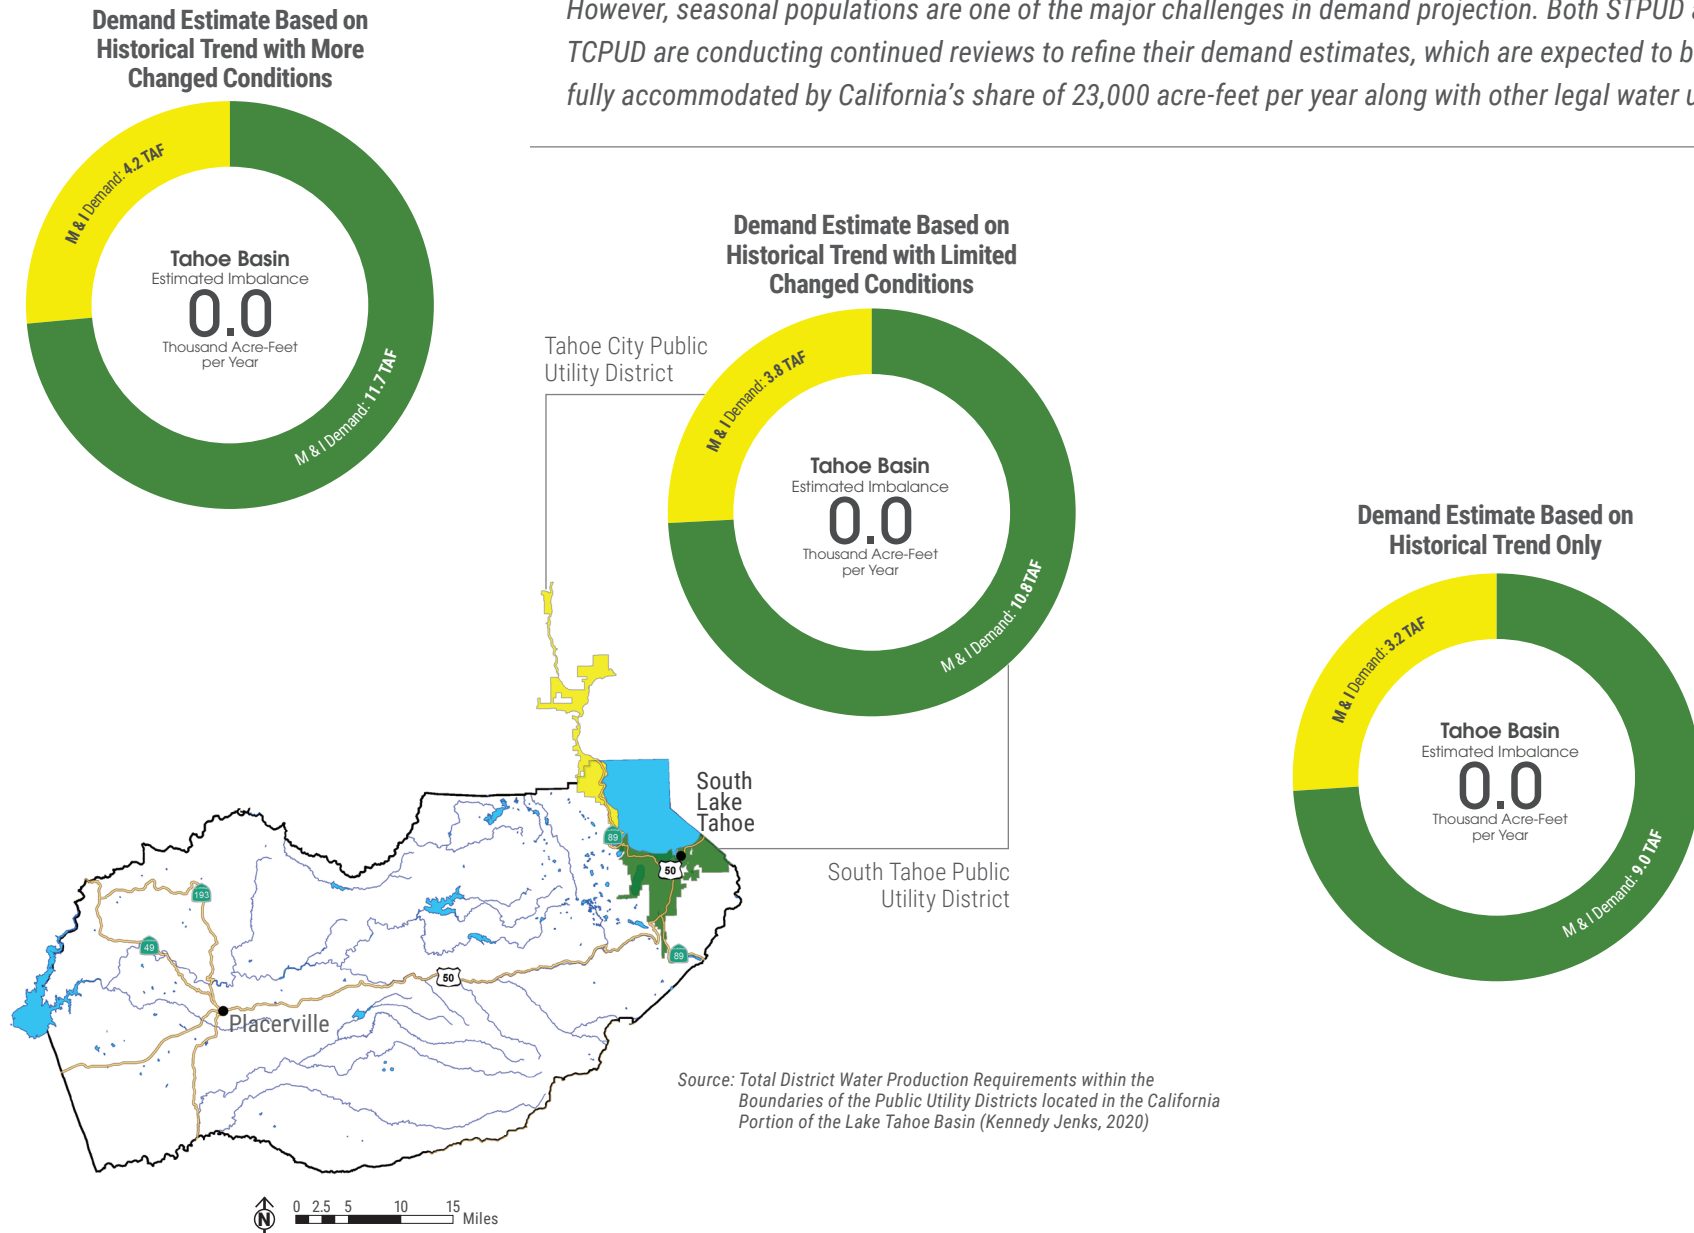 However, seasonal populations are one of the major challenges in demand projection. Both STPUD
TCPUD are conducting continued reviews to refine their demand estimates, which are expected to b
fully accommodated by California's share of 23,000 acre-feet per year along with other legal water u
Demand Estimate Based on
Historical Trend with More
Changed Conditions
M & I Demand: 4.2 TAF
Tahoe Basin
Estimated Imbalance
0.0
Thousand Acre-Feet
per Year
M & I Demand: 11.7 TAF
Demand Estimate Based on
Historical Trend with Limited
Changed Conditions
M & I Demand: 3.8 TAF
Tahoe Basin
Estimated Imbalance
0.0
Thousand Acre-Feet
per Year
M & I Demand: 10.8TAF
Demand Estimate Based on
Historical Trend Only
M & I Demand: 3.2 TAF
Tahoe Basin
Estimated Imbalance
0.0
Thousand Acre-Feet
per Year
M & I Demand: 9.0 TAF
Tahoe City Public
Utility District
South
Lake
Tahoe
South Tahoe Public
Utility District
89
50
193
49
89
50
Placerville
Source: Total District Water Production Requirements within the
Boundaries of the Public Utility Districts located in the California
Portion of the Lake Tahoe Basin (Kennedy Jenks, 2020)
N
0 2.5 5 10 15
Miles